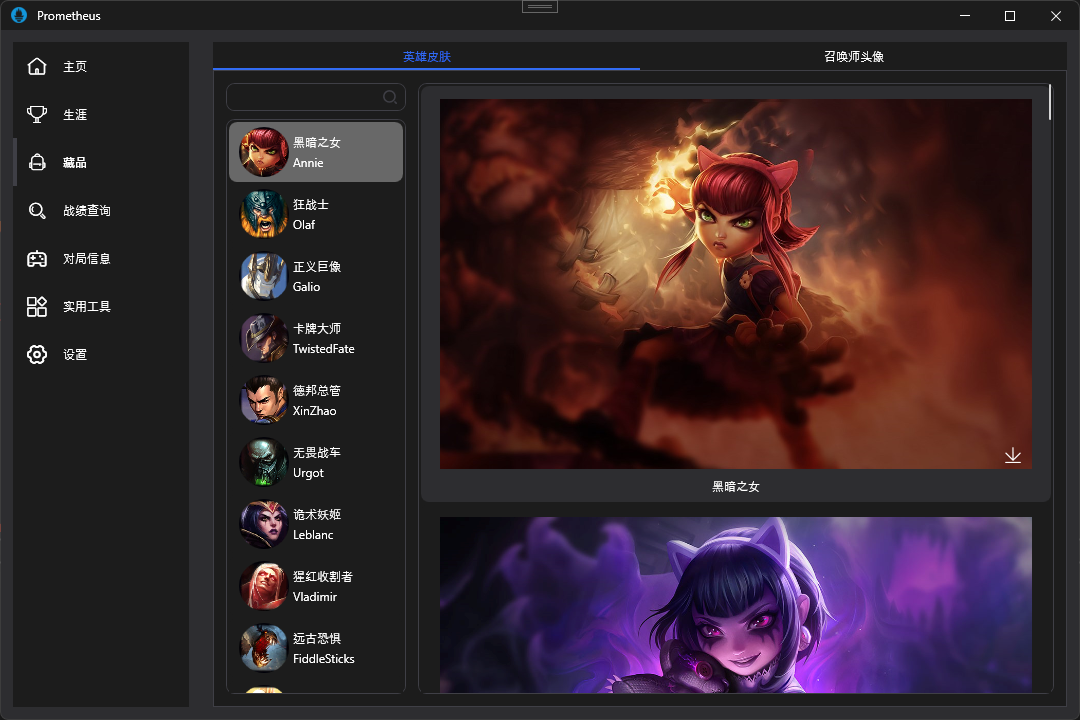 Prometheus
主页
生涯
藏品
战绩查询
对局信息
实用工具
设置
英雄皮肤
召唤师头像
黑暗之女
Annie
狂战士
Olaf
正义巨像
Galio
卡牌大师
TwistedFate
德邦总管
XinZhao
无畏战车
Urgot
诡术妖姬
Leblanc
猩红收割者
Vladimir
远古恐惧
FiddleSticks
黑暗之女